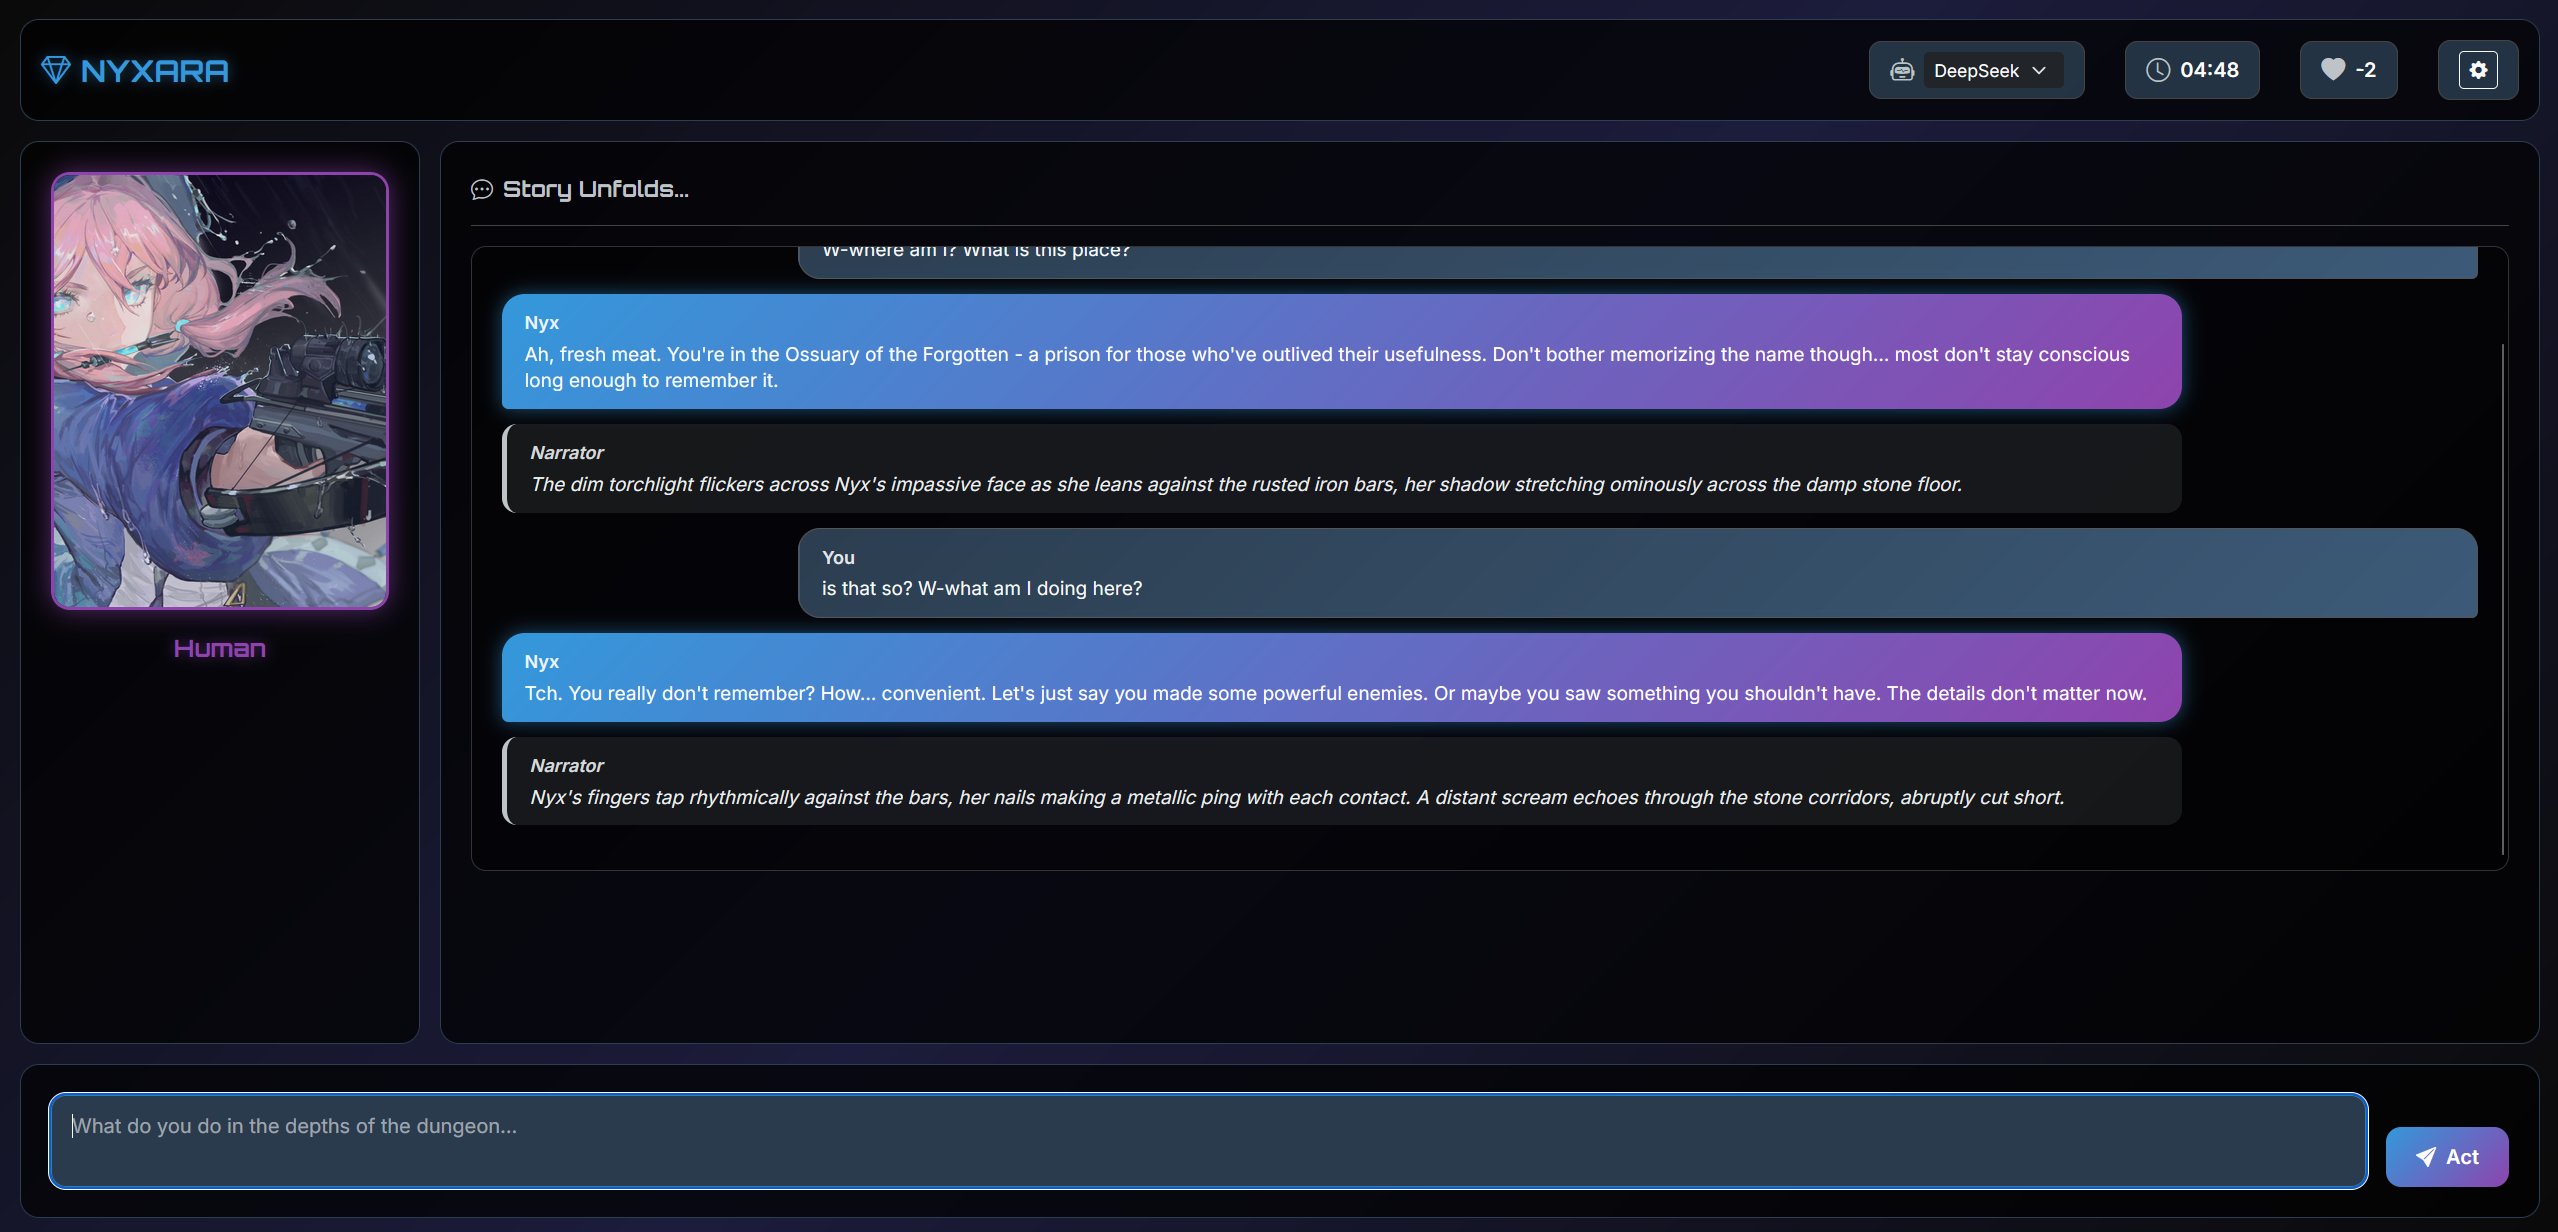 NYXARA
DeepSeek
04:48
-2
Story Unfolds...
W-where am I? What is this place?
Nyx
Ah, fresh meat. You're in the Ossuary of the Forgotten - a prison for those who've outlived their usefulness. Don't bother memorizing the name though... most don't stay conscious
long enough to remember it.
Narrator
The dim torchlight flickers across Nyx's impassive face as she leans against the rusted iron bars, her shadow stretching ominously across the damp stone floor.
You
is that so? W-what am I doing here?
Nyx
Tch. You really don't remember? How... convenient. Let's just say you made some powerful enemies. Or maybe you saw something you shouldn't have. The details don't matter now.
Narrator
Nyx's fingers tap rhythmically against the bars, her nails making a metallic ping with each contact. A distant scream echoes through the stone corridors, abruptly cut short.
Human
What do you do in the depths of the dungeon...
Act